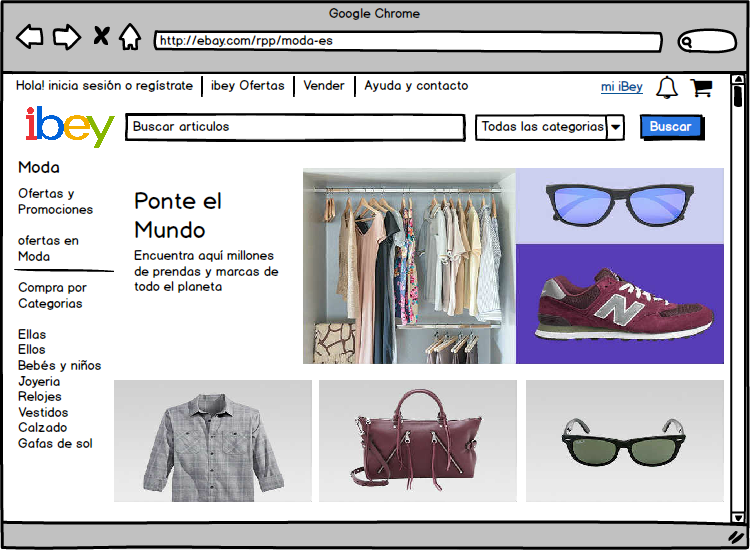 Google Chrome
http://ebay.com/rpp/moda-es
Hola! inicia sesión o regístrate
ibey Ofertas
Vender
Ayuda y contacto
mi iBey
ibey
Buscar articulos
Todas las categorias
Buscar
Moda
Ofertas y
Promociones
ofertas en
Moda
Compra por
Categorias
Ellas
Ellos
Bebés y niños
Joyeria
Relojes
Vestidos
Calzado
Gafas de sol
Ponte el
Mundo
Encuentra aquí millones
de prendas y marcas de
todo el planeta
N